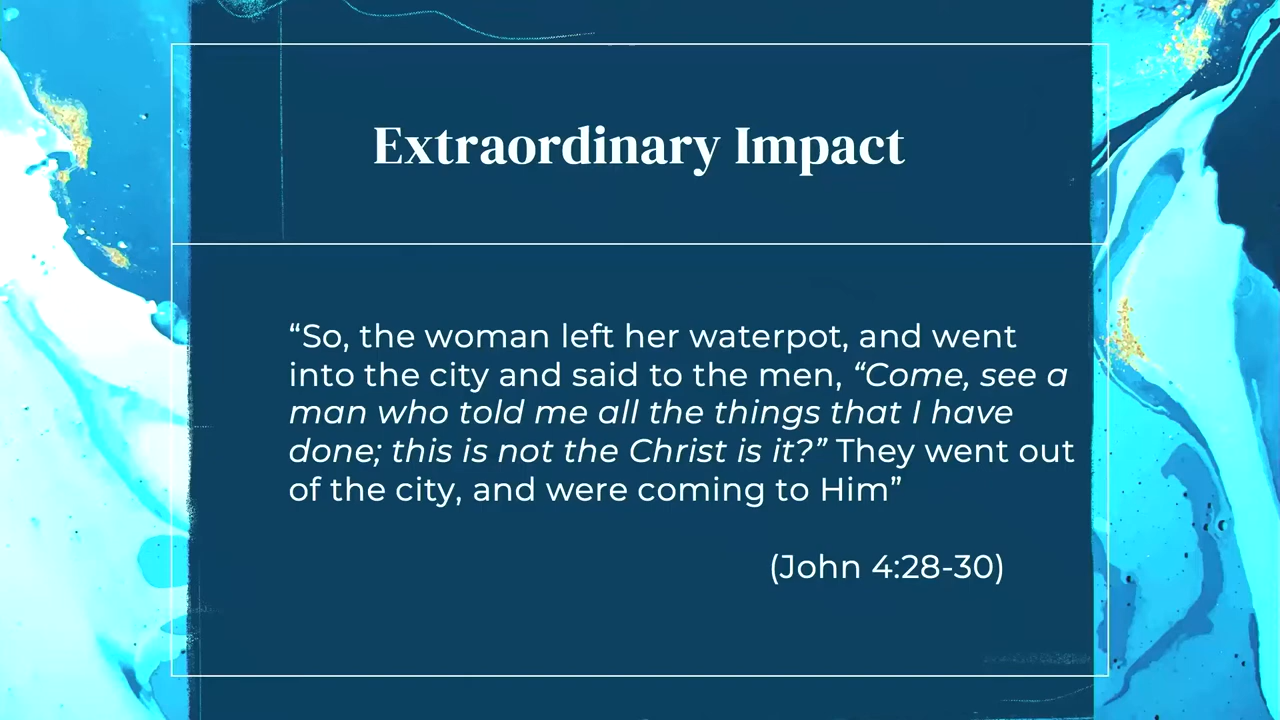 Extraordinary Impact
“So, the woman left her waterpot, and went
into the city and said to the men, “Come, see a
man who told me all the things that I have
done; this is not the Christ is it?” They went out
of the city, and were coming to Him”
(John 4:28-30)